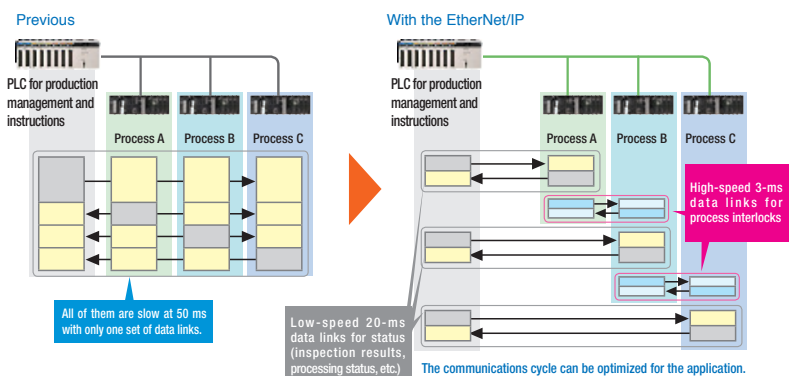 Previous
PLC for production
management and
instructions
Process A
Process B
Process C
All of them are slow at 50 ms
with only one set of data links.
With the EtherNet/IP
PLC for production
management and
instructions
Process A
Process B
Process C
High-speed 3-ms
data links for
process interlocks
Low-speed 20-ms
data links for status
(inspection results,
processing status, etc.)
The communications cycle can be optimized for the application.